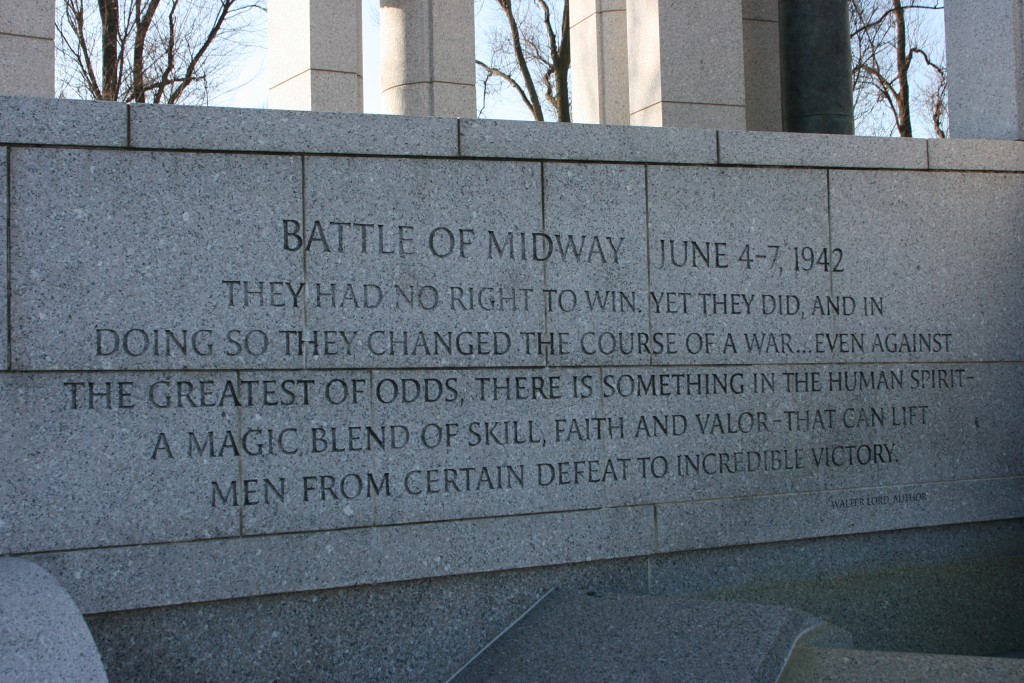 BATTLE OF MIDWAY JUNE 4-7, 1942
THEY HAD NO RIGHT TO WIN. YET THEY DID, AND IN
DOING SO THEY CHANGED THE COURSE OF A WAR...EVEN AGAINST
THE GREATEST OF ODDS, THERE IS SOMETHING IN THE HUMAN SPIRIT-
A MAGIC BLEND OF SKILL, FAITH AND VALOR-THAT CAN LIFT
MEN FROM CERTAIN DEFEAT TO INCREDIBLE VICTORY.
WALTER LORD, AUTHOR